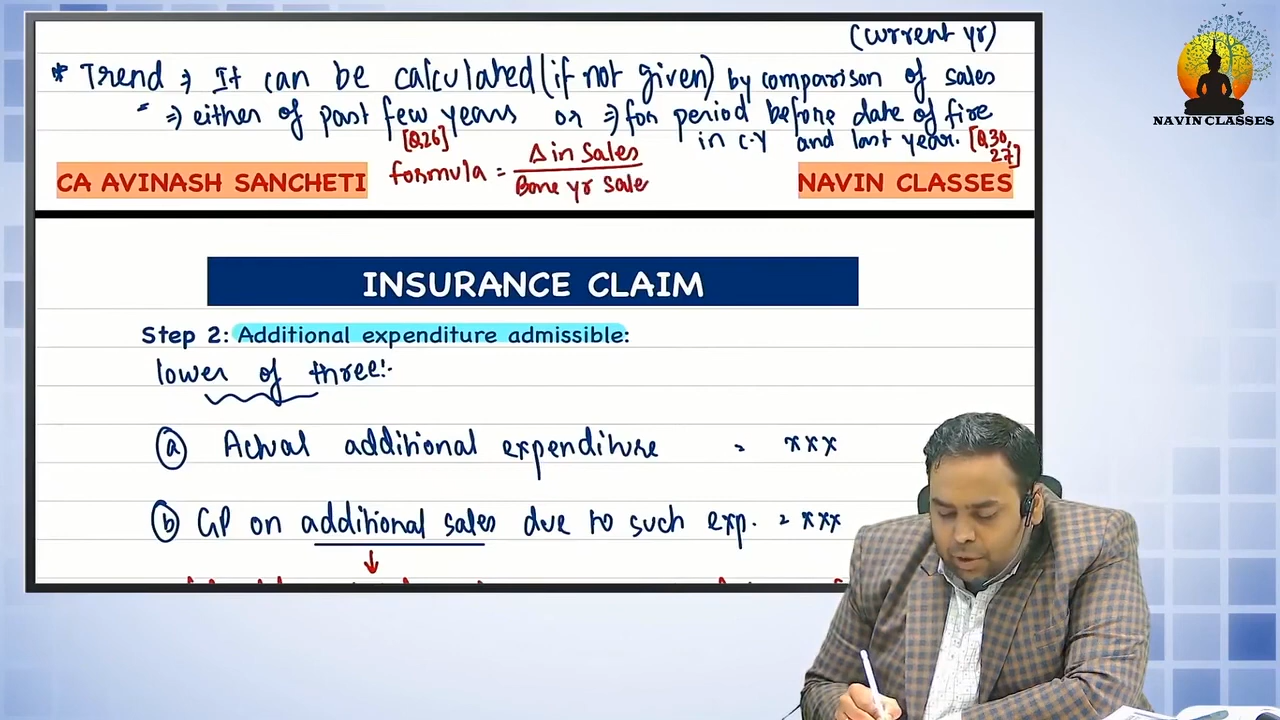 (current yr)
* Trend ⇒ It can be calculated (if not given) by comparison of sales
⇒ either of past few years or ⇒ for period before date of fire
in C.Y and last year. [Q.30,
27]
[Q.26]
formula = Δ in Sales
Base yr sale
CA AVINASH SANCHETI
NAVIN CLASSES
NAVIN CLASSES
INSURANCE CLAIM
Step 2: Additional expenditure admissible:
lower of three:-
(a) Actual additional expenditure = xxx
(b) GP on additional sales due to such exp. = xxx